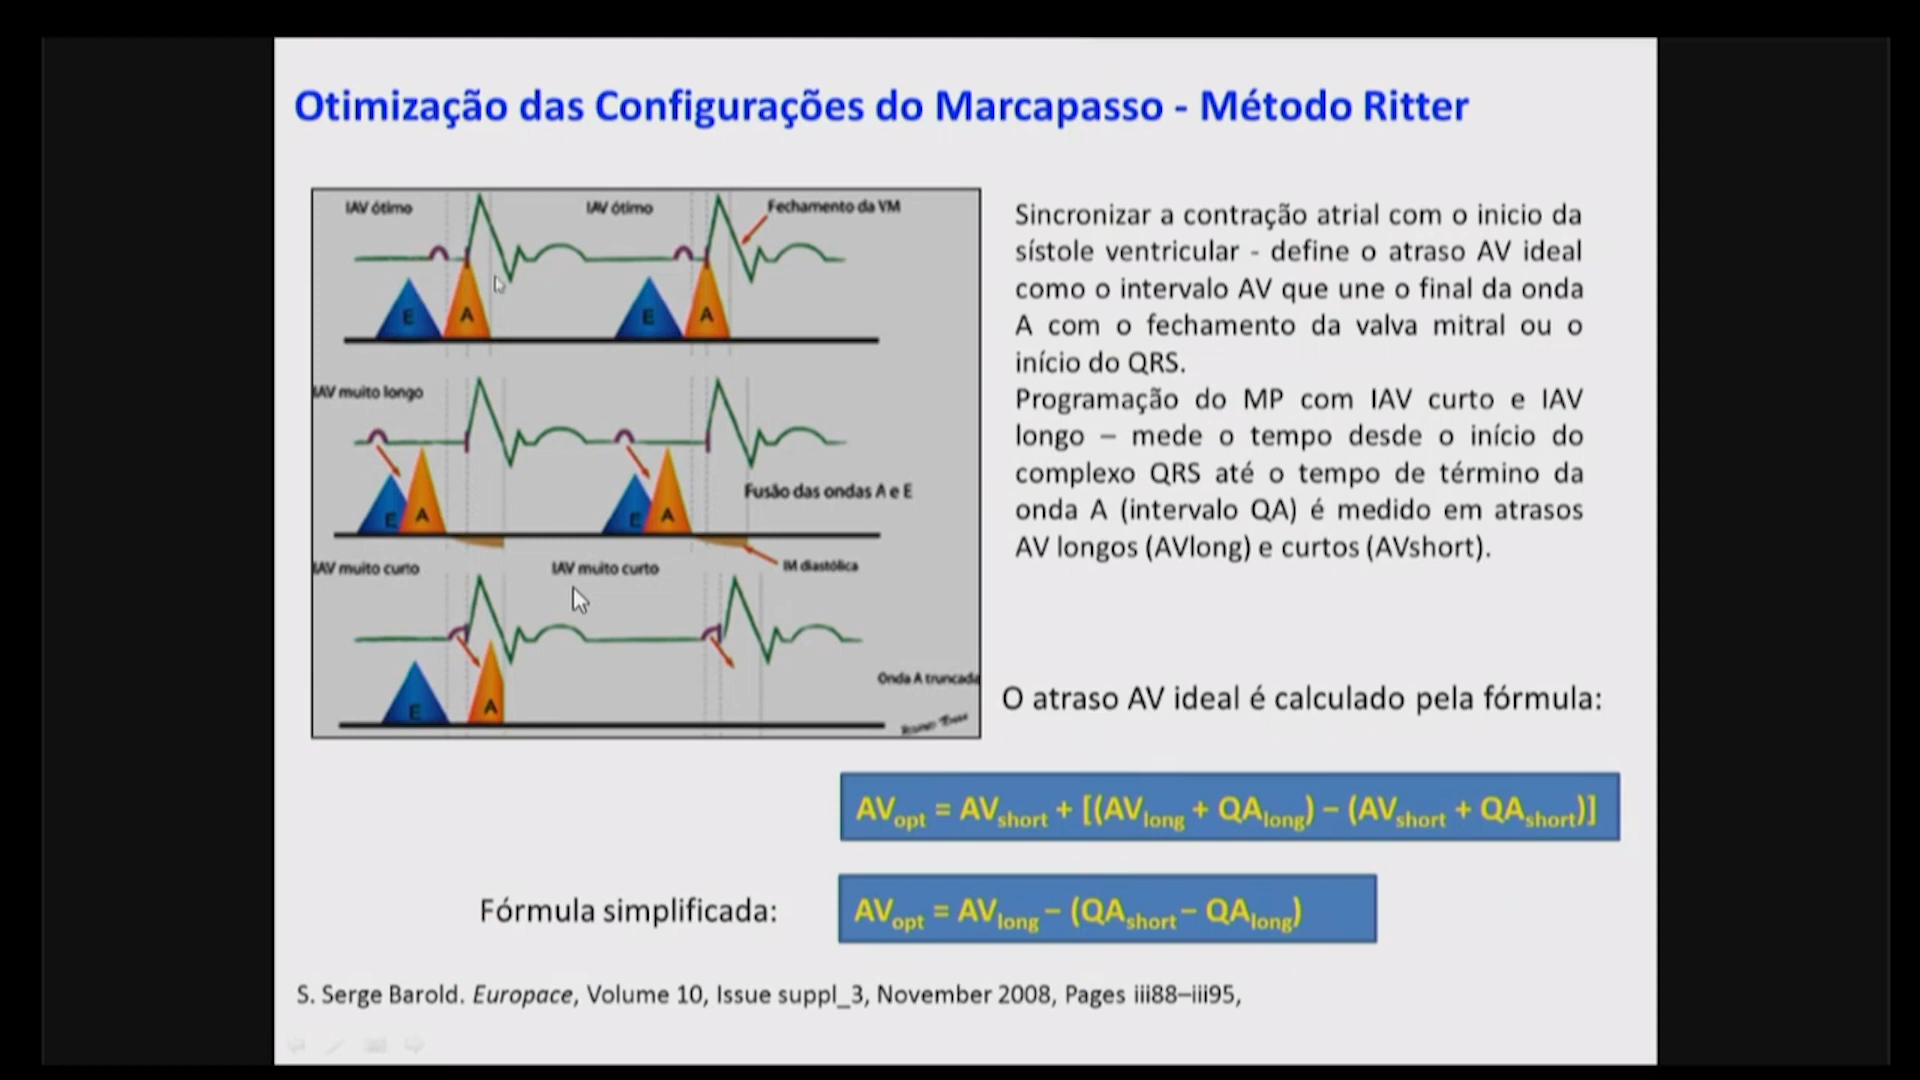 Otimização das Configurações do Marcapasso - Método Ritter
IAV ótimo
IAV ótimo
Fechamento da VM
E
A
E
A
IAV muito longo
E
A
E
A
Fusão das ondas A e E
IM diastólica
IAV muito curto
IAV muito curto
E
A
Onda A truncada
Sincronizar a contração atrial com o inicio da
sístole ventricular - define o atraso AV ideal
como o intervalo AV que une o final da onda
A com o fechamento da valva mitral ou o
início do QRS.
Programação do MP com IAV curto e IAV
longo – mede o tempo desde o início do
complexo QRS até o tempo de término da
onda A (intervalo QA) é medido em atrasos
AV longos (AVlong) e curtos (AVshort).
O atraso AV ideal é calculado pela fórmula:
AVopt = AVshort + [(AVlong + QAlong) – (AVshort + QAshort)]
Fórmula simplificada:
AVopt = AVlong – (QAshort – QAlong)
S. Serge Barold. Europace, Volume 10, Issue suppl_3, November 2008, Pages iii88–iii95,